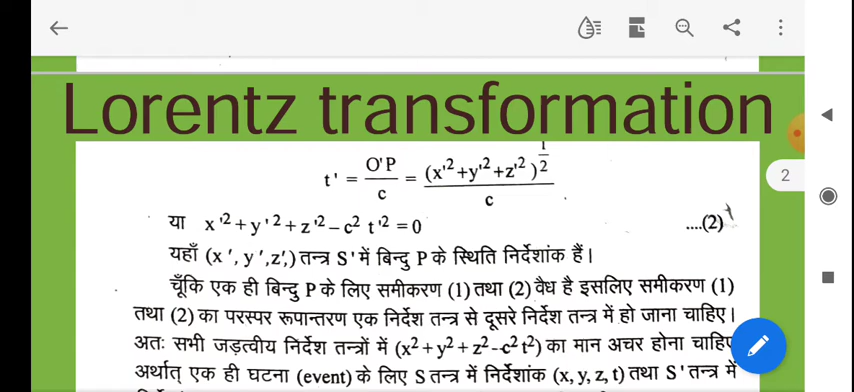 Lorentz transformation
t' = O'P/c = (x'²+y'²+z'²)^1/2/c
2
या x'²+y'²+z'²−c² t'²=0 ....(2)
यहाँ (x', y', z',) तन्त्र S' में बिन्दु P के स्थिति निर्देशांक हैं।
चूँकि एक ही बिन्दु P के लिए समीकरण (1) तथा (2) वैध है इसलिए समीकरण (1)
तथा (2) का परस्पर रूपान्तरण एक निर्देश तन्त्र से दूसरे निर्देश तन्त्र में हो जाना चाहिए।
अतः सभी जड़त्वीय निर्देश तन्त्रों में (x²+y²+z²−c²t²) का मान अचर होना चाहिए
अर्थात् एक ही घटना (event) के लिए S तन्त्र में निर्देशांक (x, y, z, t) तथा S' तन्त्र में